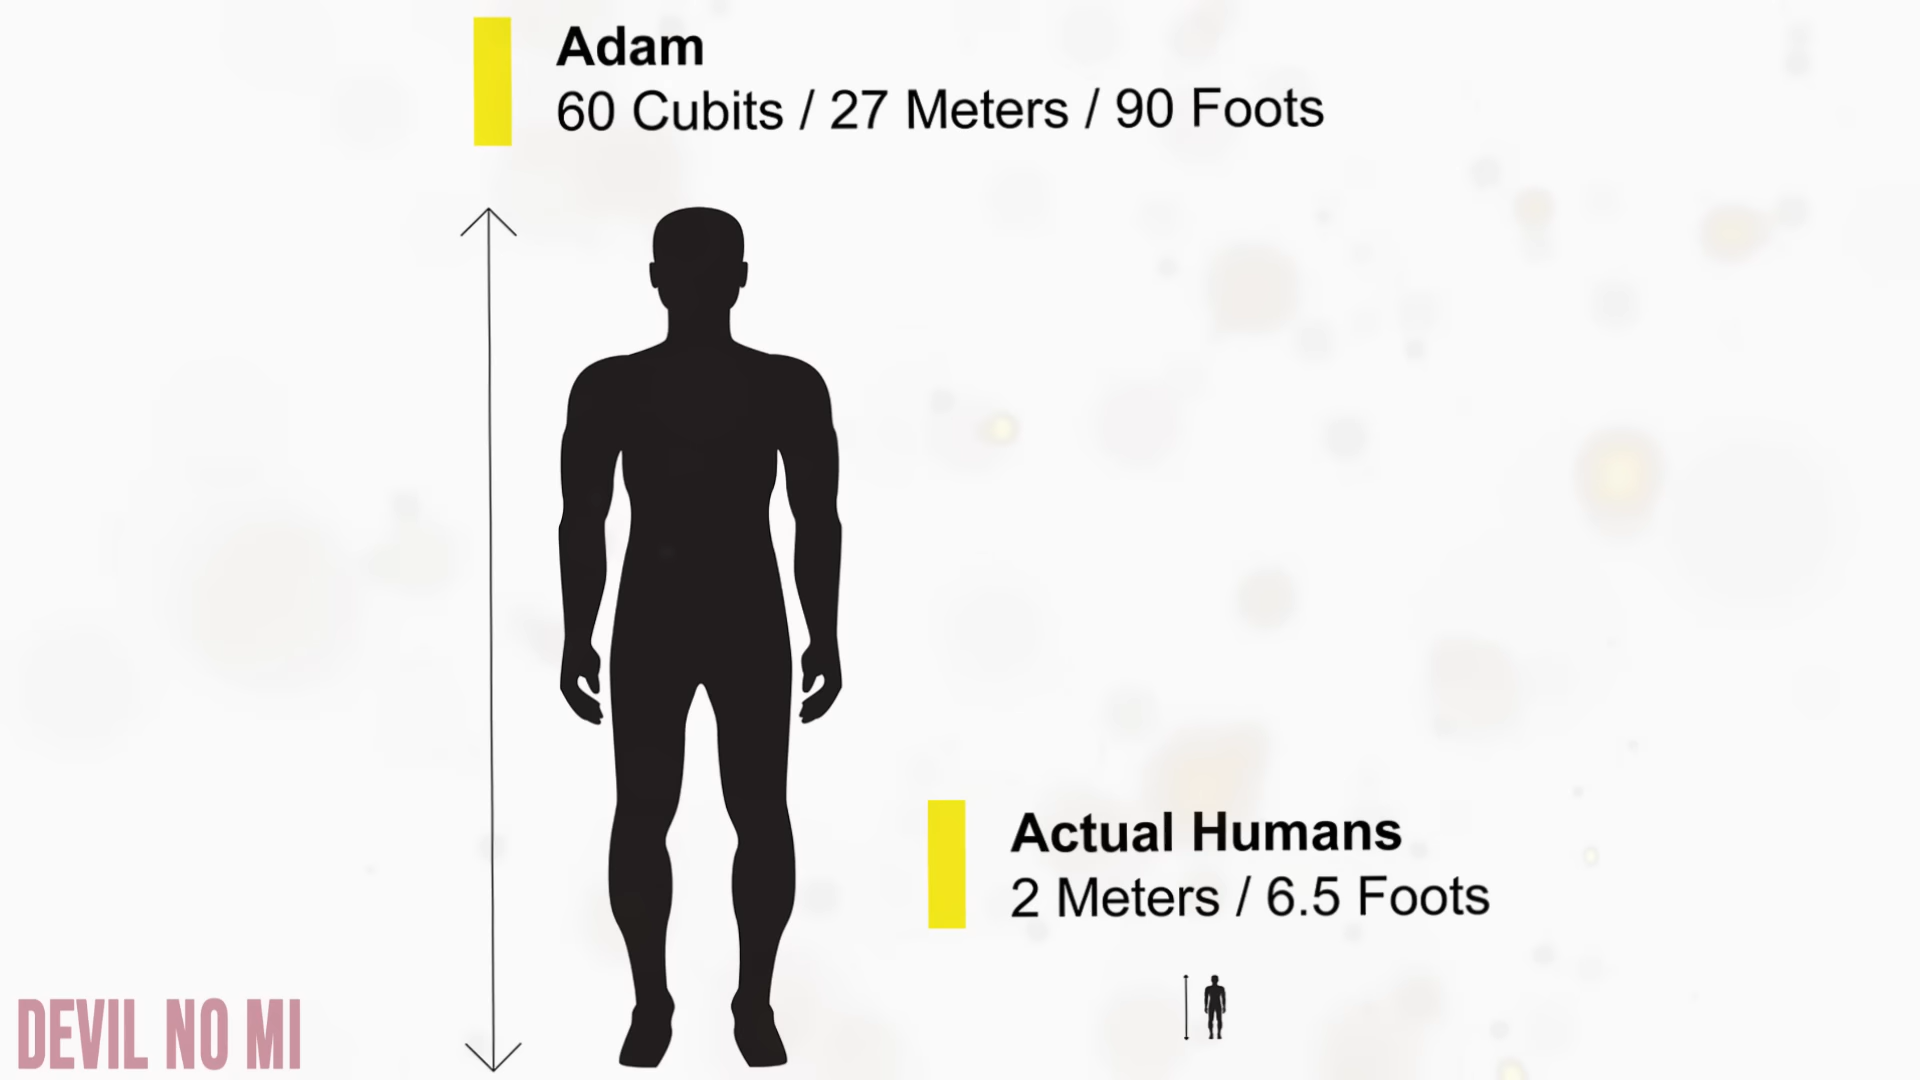 Adam
60 Cubits / 27 Meters / 90 Foots
Actual Humans
2 Meters / 6.5 Foots
DEVIL NO MI